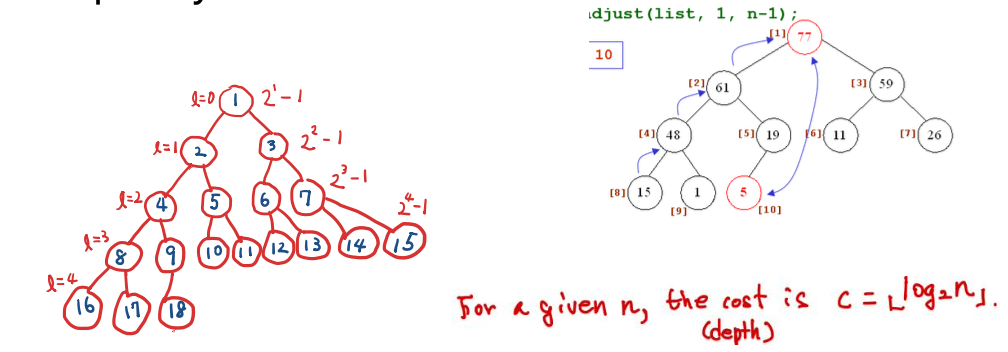 adjust(list, 1, n-1);
10
[1] 77
[2] 61
[3] 59
[4] 48
[5] 19
[6] 11
[7] 26
[8] 15
1
[9]
5
[10]
l=0 1 2^1-1
l=1 2 3 2^2-1
2^3-1
l=2 4 5 6 7
2^4-1
l=3 8 9 10 11 12 13 14 15
l=4 16 17 18
For a given n, the cost is c = ⌊log₂n⌋.
(depth)